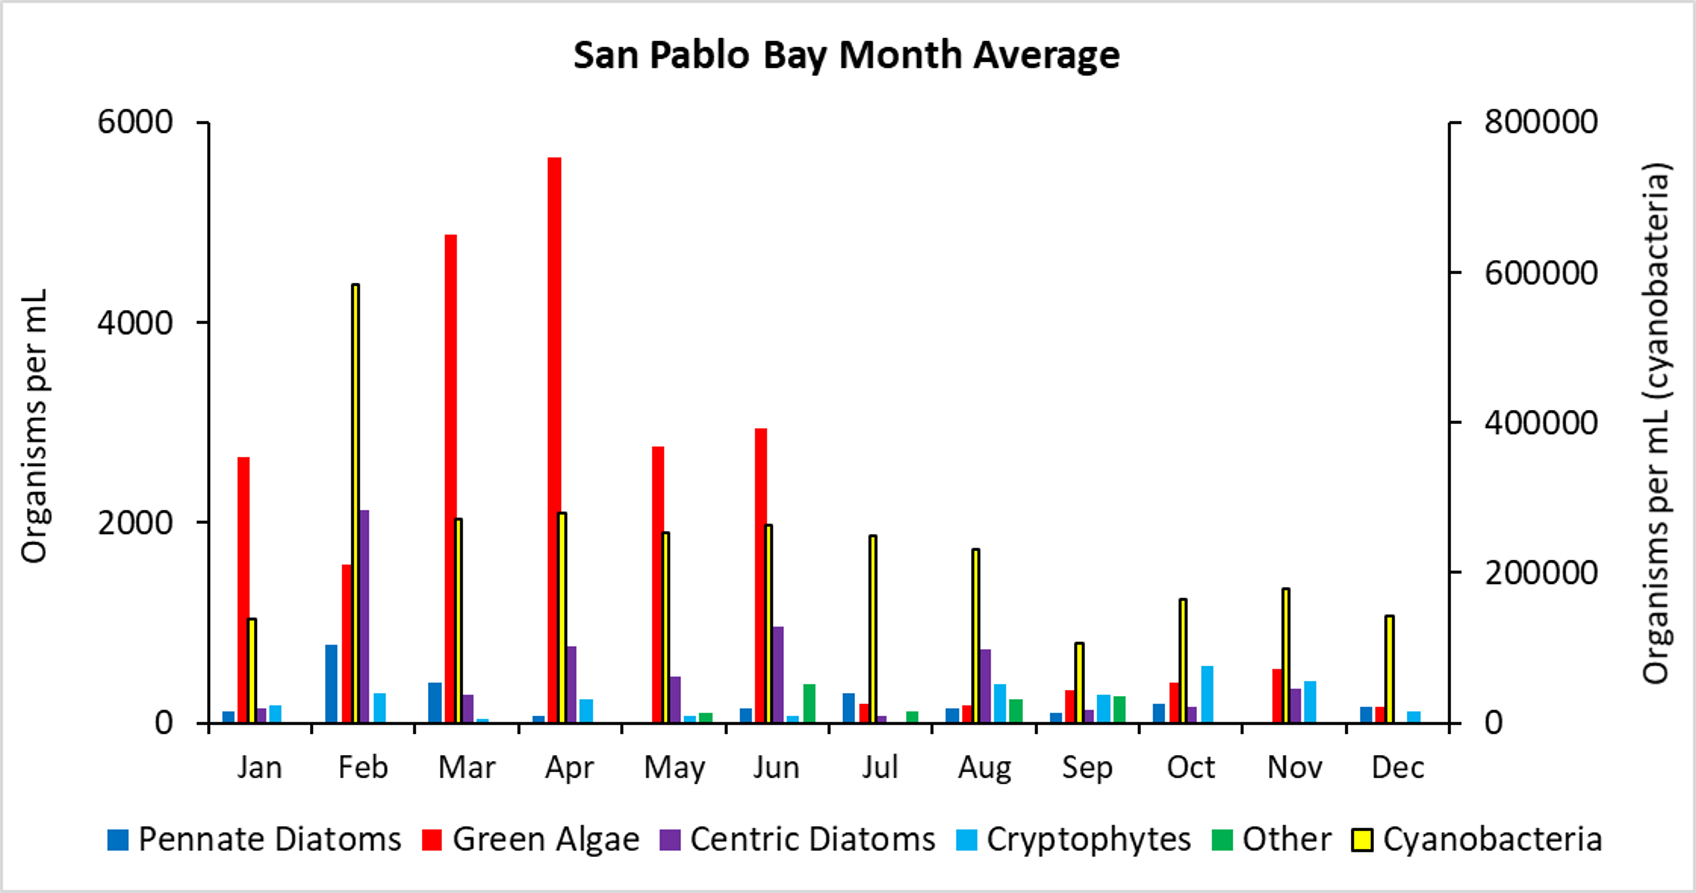 San Pablo Bay Month Average
6000
4000
2000
0
Organisms per mL
800000
600000
400000
200000
0
Organisms per mL (cyanobacteria)
Jan Feb Mar Apr May Jun Jul Aug Sep Oct Nov Dec
Pennate Diatoms Green Algae Centric Diatoms Cryptophytes Other Cyanobacteria